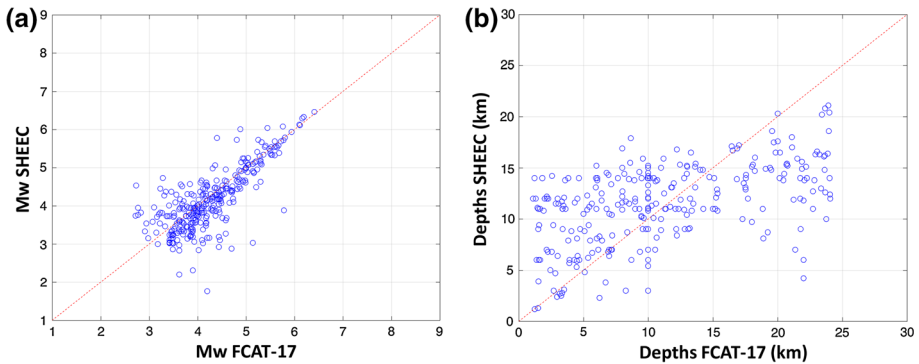 (a)
9
8
7
6
5
4
3
2
1
Mw SHEEC
1 2 3 4 5 6 7 8 9
Mw FCAT-17
(b)
30
25
20
15
10
5
0
Depths SHEEC (km)
0 5 10 15 20 25 30
Depths FCAT-17 (km)